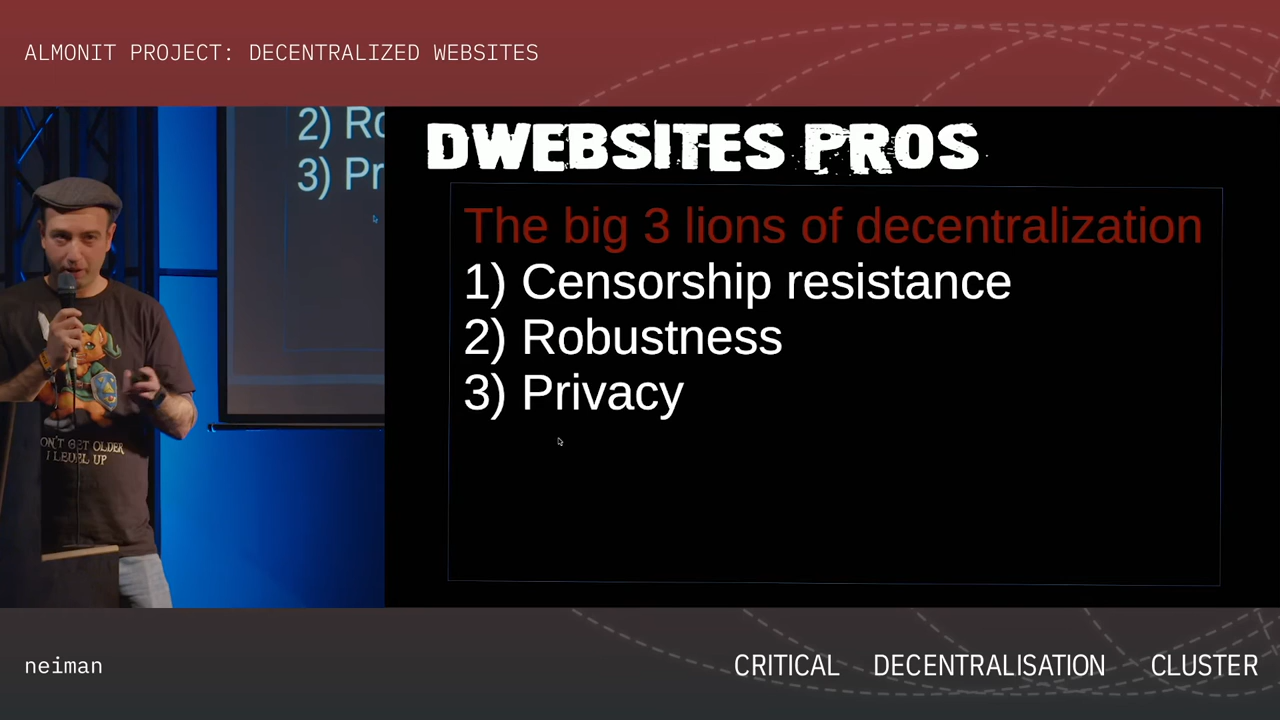 ALMONIT PROJECT: DECENTRALIZED WEBSITES
2) Ro
3) Pr
DWEBSITES PROS
The big 3 lions of decentralization
1) Censorship resistance
2) Robustness
3) Privacy
ON'T GET OLDER
I LEVEL UP
neiman
CRITICAL DECENTRALISATION CLUSTER